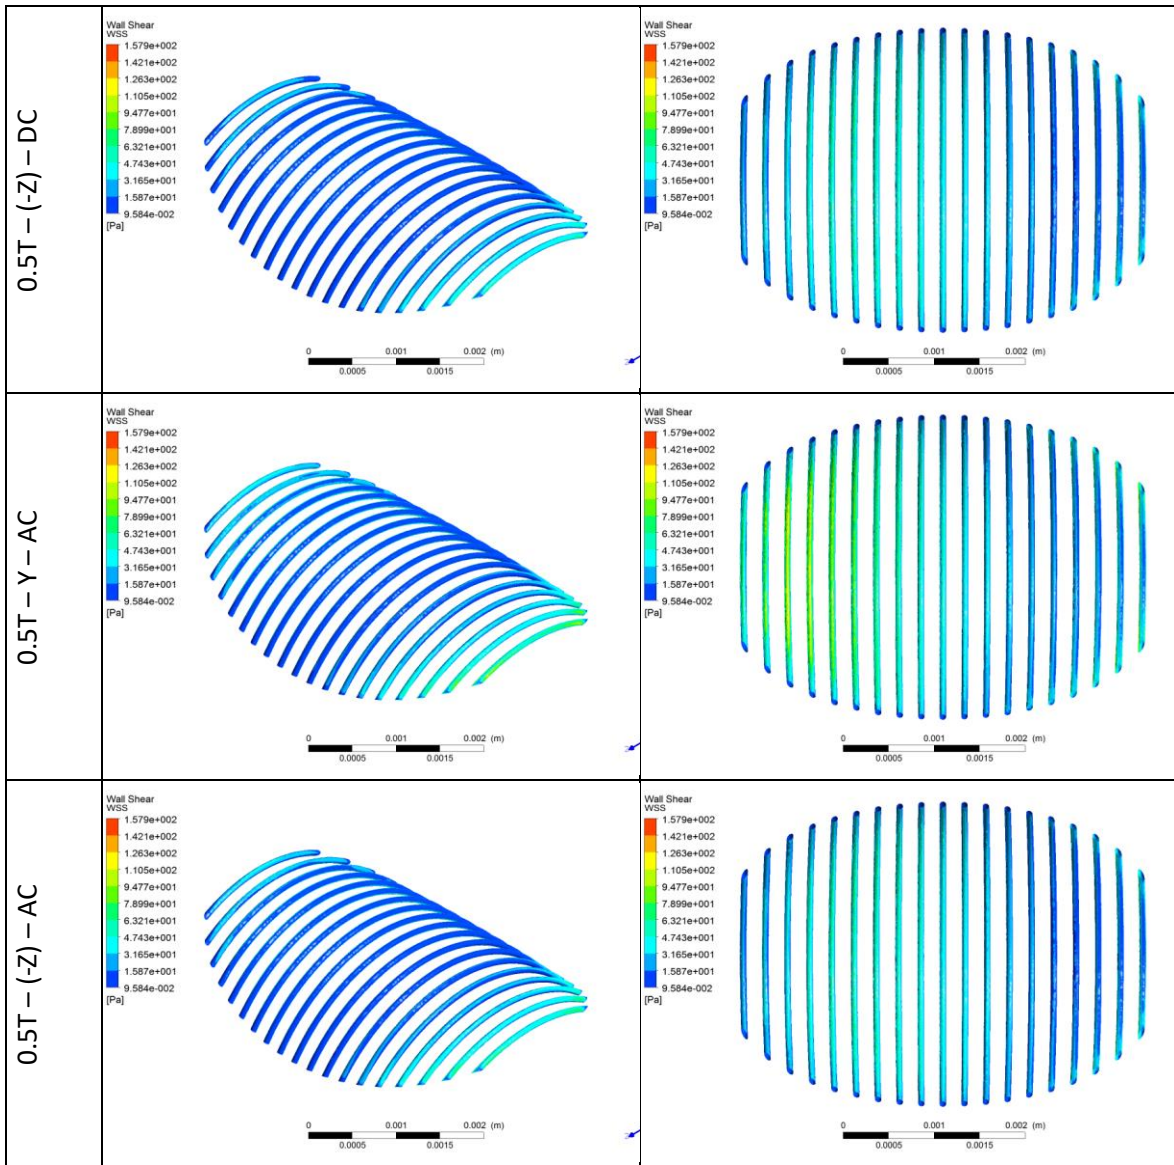 0.5T – (-Z) – DC
Wall Shear
WSS
1.579e+002
1.421e+002
1.263e+002
1.105e+002
9.477e+001
7.899e+001
6.321e+001
4.743e+001
3.165e+001
1.587e+001
9.584e-002
[Pa]
0 0.001 0.002 (m)
0.0005 0.0015
Wall Shear
WSS
1.579e+002
1.421e+002
1.263e+002
1.105e+002
9.477e+001
7.899e+001
6.321e+001
4.743e+001
3.165e+001
1.587e+001
9.584e-002
[Pa]
0 0.001 0.002 (m)
0.0005 0.0015
0.5T – Y – AC
Wall Shear
WSS
1.579e+002
1.421e+002
1.263e+002
1.105e+002
9.477e+001
7.899e+001
6.321e+001
4.743e+001
3.165e+001
1.587e+001
9.584e-002
[Pa]
0 0.001 0.002 (m)
0.0005 0.0015
Wall Shear
WSS
1.579e+002
1.421e+002
1.263e+002
1.105e+002
9.477e+001
7.899e+001
6.321e+001
4.743e+001
3.165e+001
1.587e+001
9.584e-002
[Pa]
0 0.001 0.002 (m)
0.0005 0.0015
0.5T – (-Z) – AC
Wall Shear
WSS
1.579e+002
1.421e+002
1.263e+002
1.105e+002
9.477e+001
7.899e+001
6.321e+001
4.743e+001
3.165e+001
1.587e+001
9.584e-002
[Pa]
0 0.001 0.002 (m)
0.0005 0.0015
Wall Shear
WSS
1.579e+002
1.421e+002
1.263e+002
1.105e+002
9.477e+001
7.899e+001
6.321e+001
4.743e+001
3.165e+001
1.587e+001
9.584e-002
[Pa]
0 0.001 0.002 (m)
0.0005 0.0015